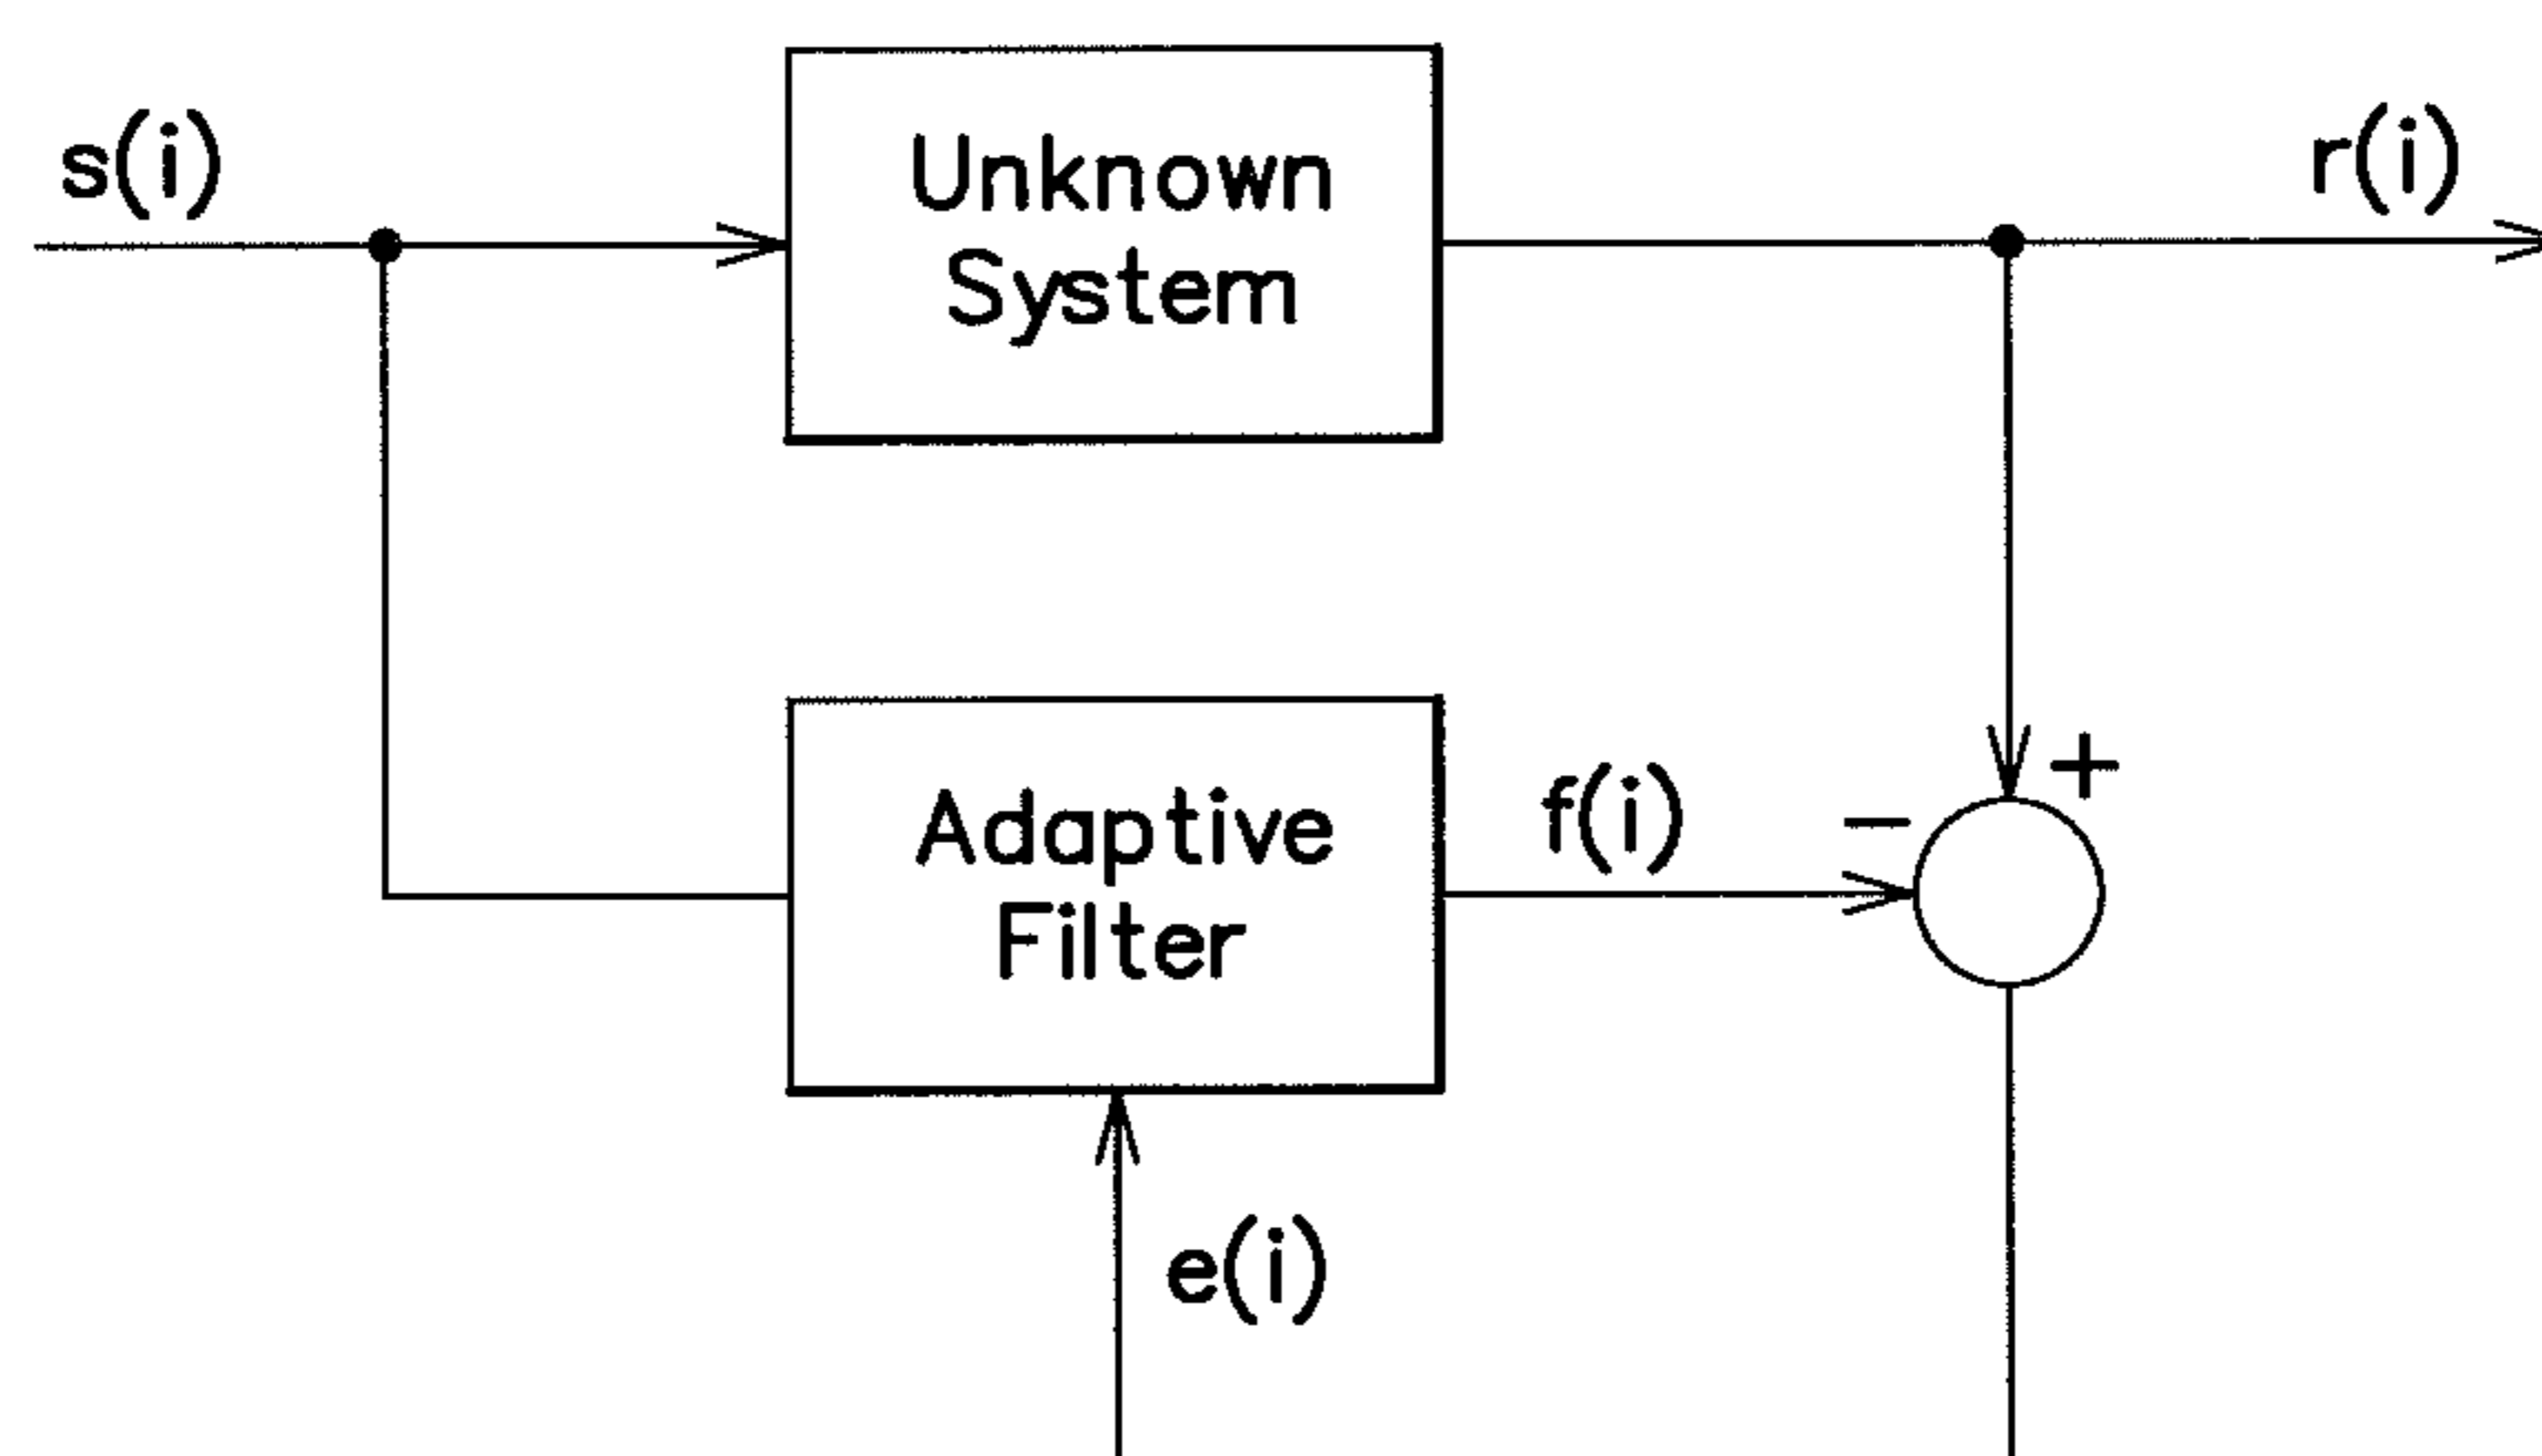 s(i)
Unknown
System
r(i)
+
Adaptive
Filter
f(i)
−
e(i)